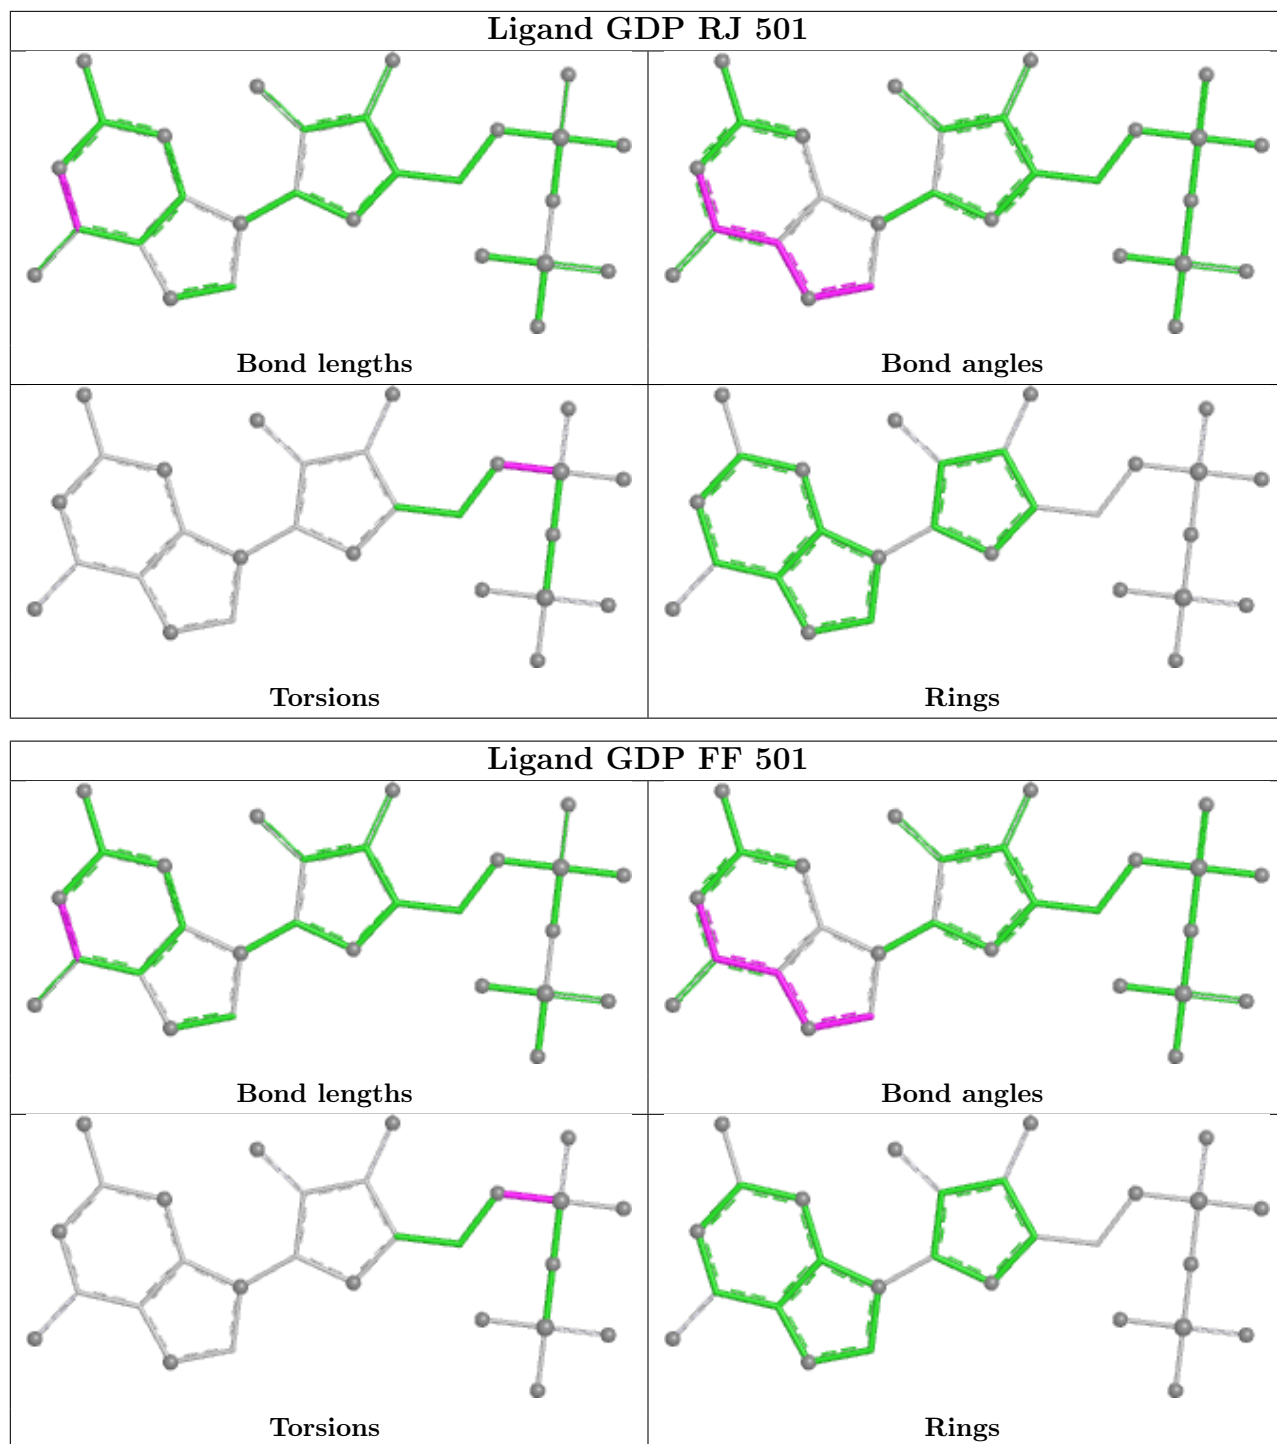 Ligand GDP RJ 501
Bond lengths
Bond angles
Torsions
Rings
Ligand GDP FF 501
Bond lengths
Bond angles
Torsions
Rings